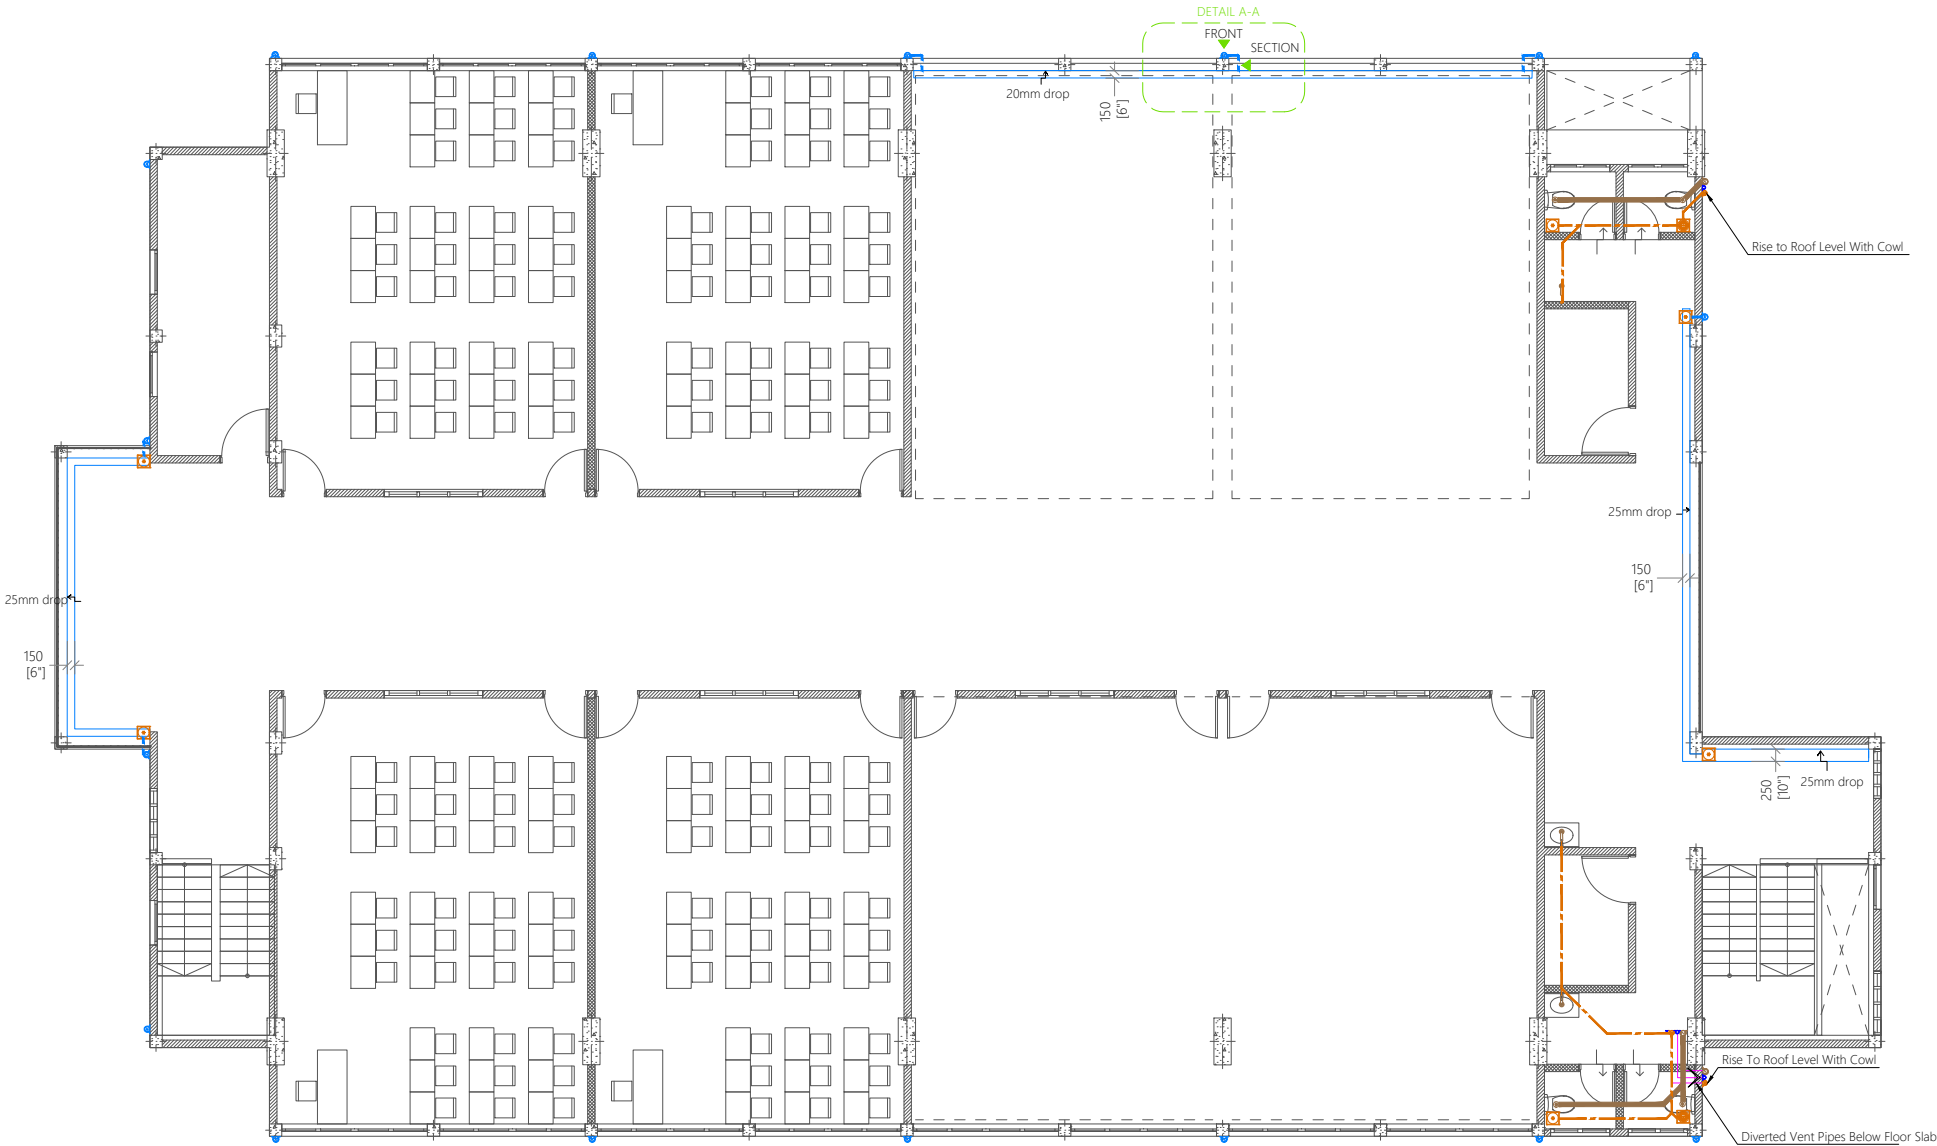 DETAIL A-A
FRONT
SECTION
20mm drop
150
[6"]
Rise to Roof Level With Cowl
25mm drop
150
[6"]
25mm drop
150
[6"]
250
[10"]
25mm drop
Rise To Roof Level With Cowl
Diverted Vent Pipes Below Floor Slab